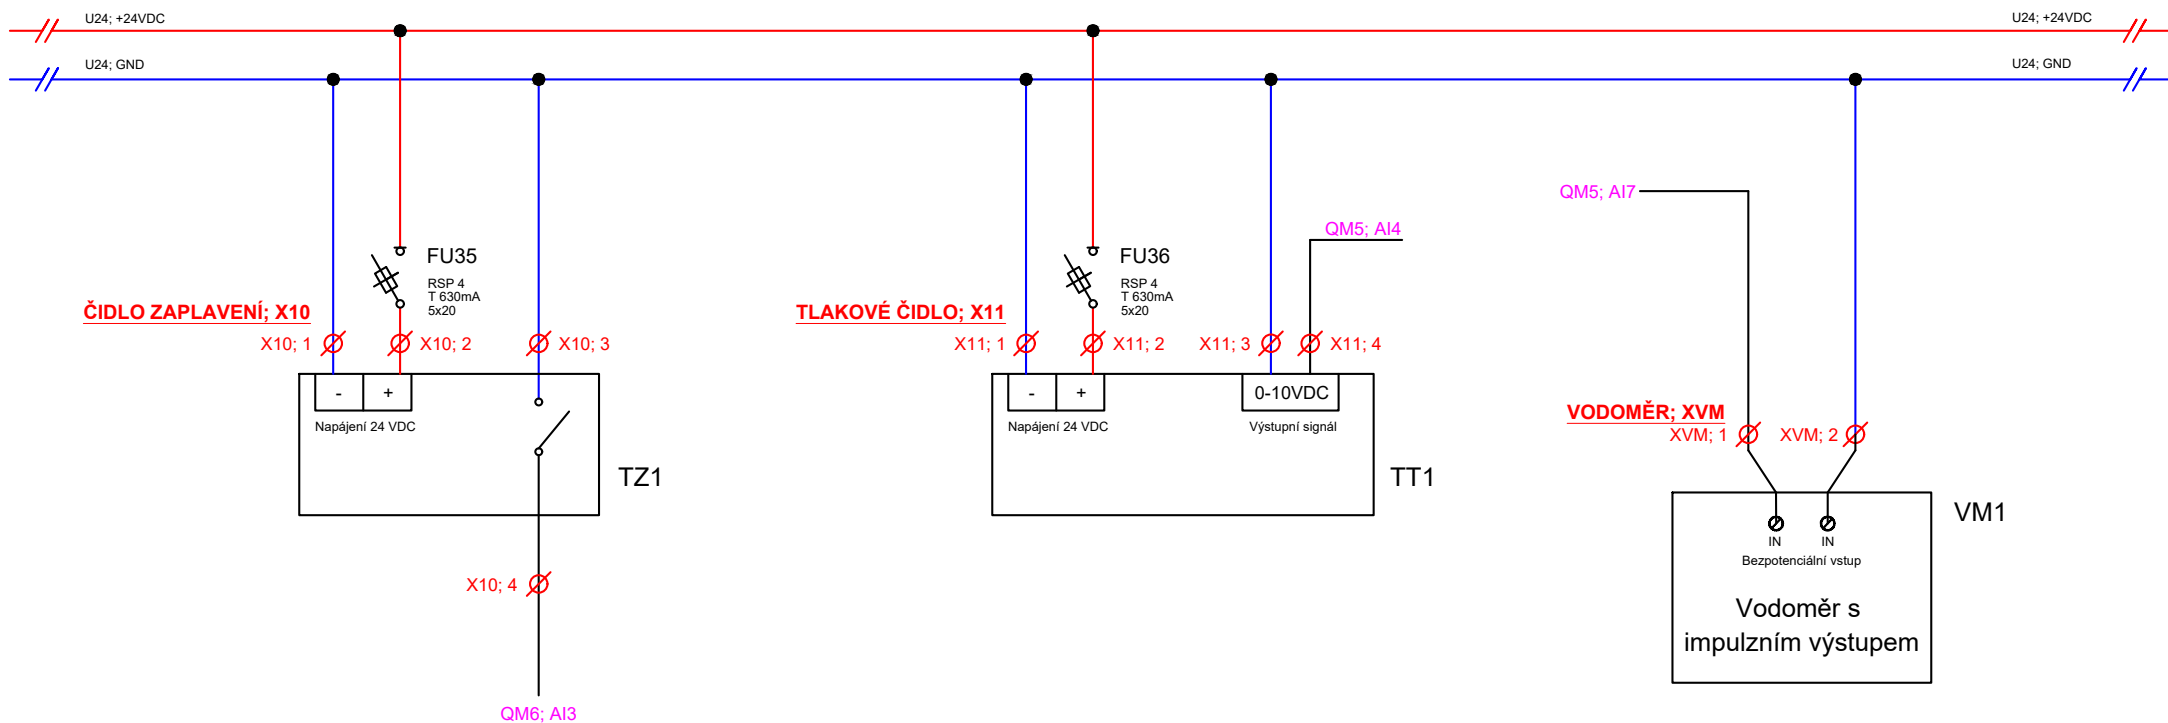 U24; +24VDC
U24; +24VDC
U24; GND
U24; GND
QM5; AI7
QM5; AI4
FU35
RSP 4
T 630mA
5x20
FU36
RSP 4
T 630mA
5x20
ČIDLO ZAPLAVENÍ; X10
TLAKOVÉ ČIDLO; X11
X10; 1
X10; 2
X10; 3
X11; 1
X11; 2
X11; 3
X11; 4
-
+
Napájení 24 VDC
-
+
Napájení 24 VDC
0-10VDC
Výstupní signál
VODOMĚR; XVM
XVM; 1
XVM; 2
TZ1
TT1
VM1
IN
IN
Bezpotenciální vstup
X10; 4
Vodoměr s
impulzním výstupem
QM6; AI3